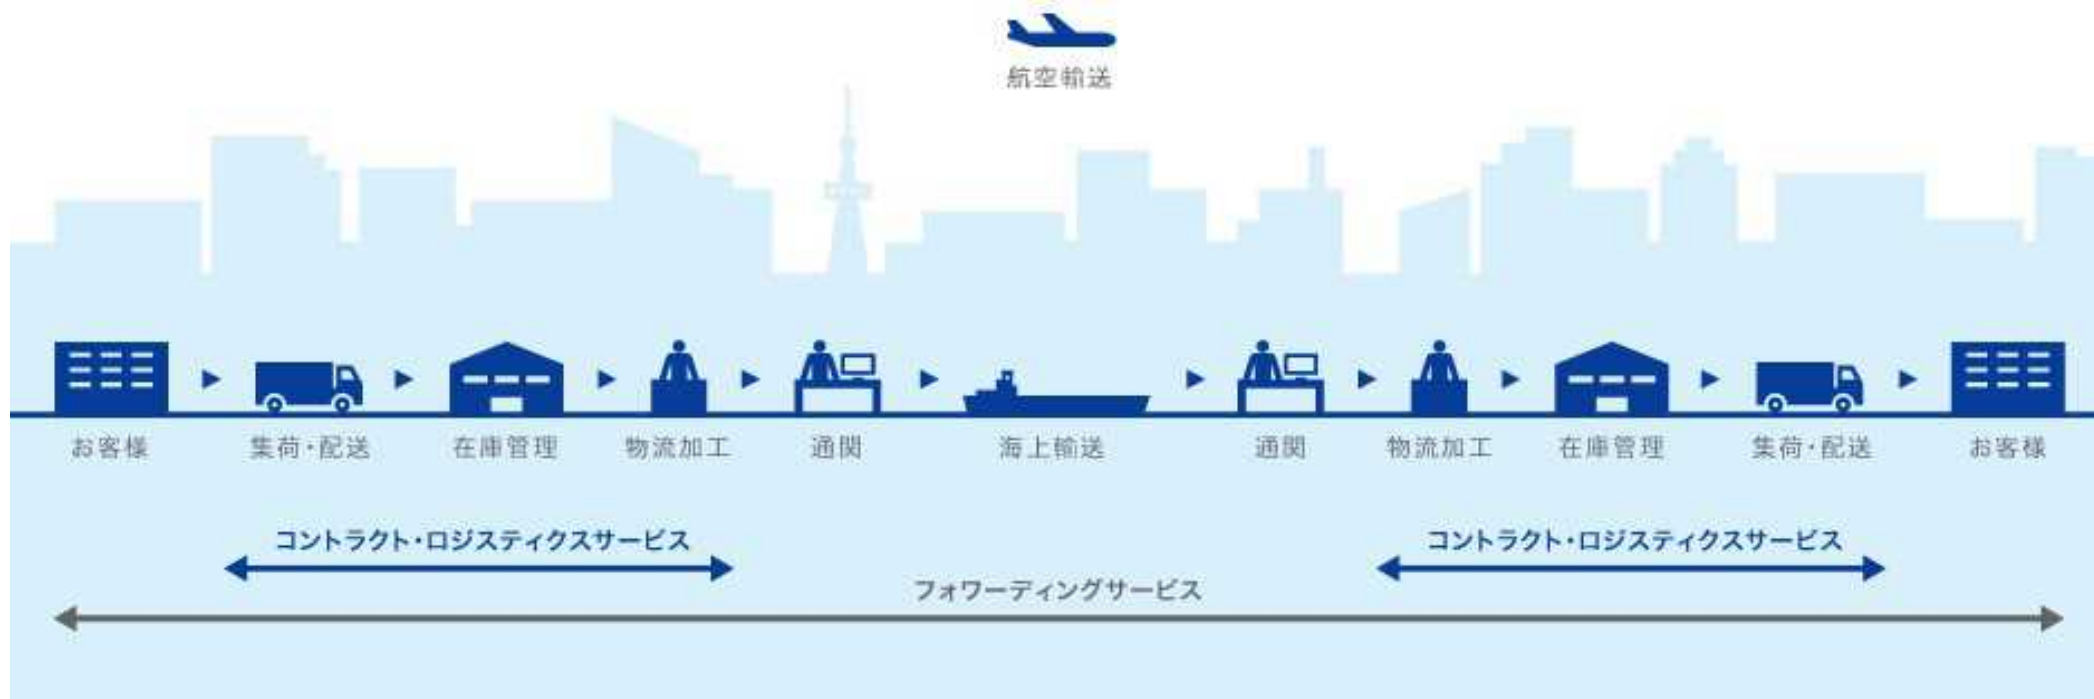 航空輸送
お客様
集荷・配送
在庫管理
物流加工
通関
海上輸送
通関
物流加工
在庫管理
集荷・配送
お客様
コントラクト・ロジスティクスサービス
コントラクト・ロジスティクスサービス
フォワーディングサービス